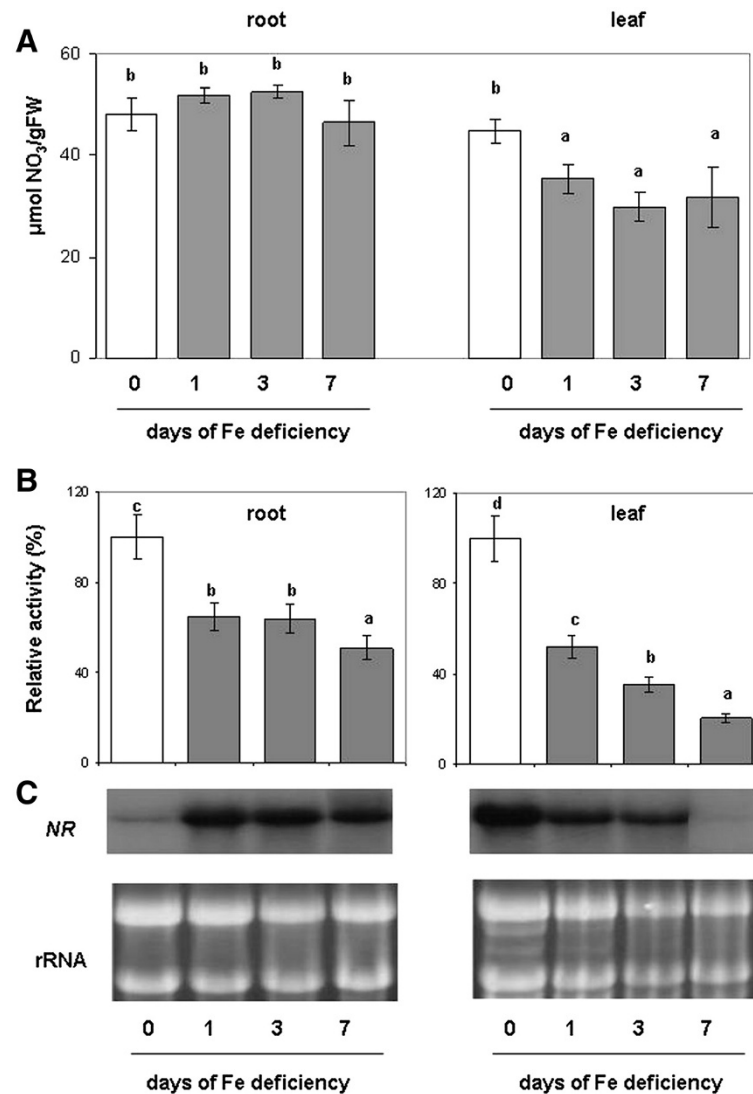 root leaf
A
60
40
20
0
µmol NO3/gFW
b b b b
b a a a
0 1 3 7
0 1 3 7
days of Fe deficiency
days of Fe deficiency
B
120
80
40
0
Relative activity (%)
root
c b b a
120
80
40
0
leaf
d c b a
C
NR
rRNA
0 1 3 7
0 1 3 7
days of Fe deficiency
days of Fe deficiency